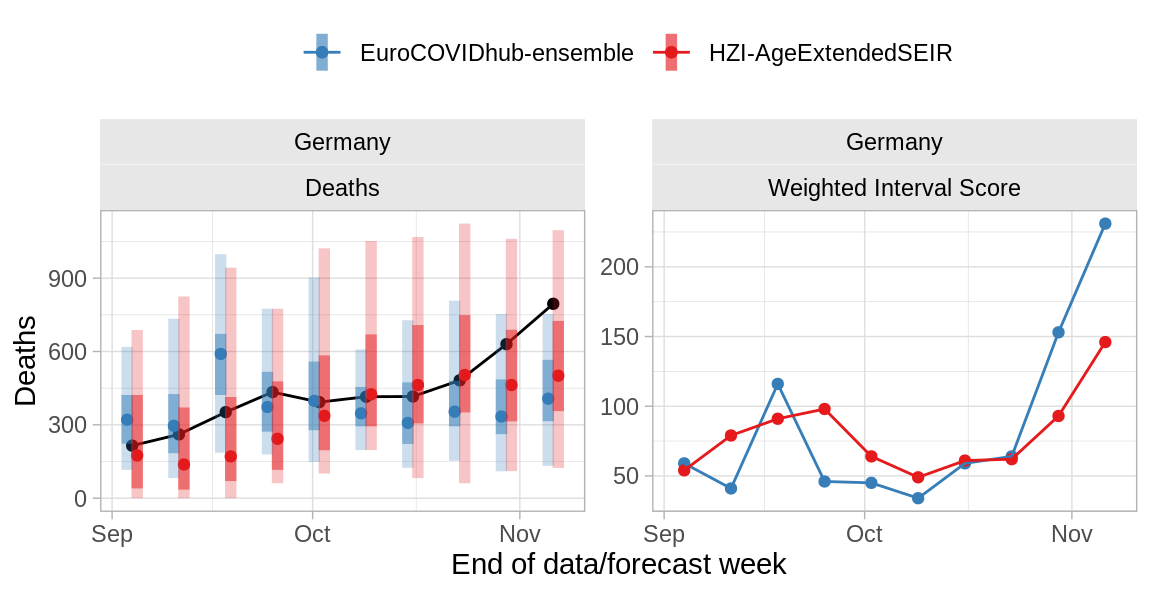 EuroCOVIDhub-ensemble HZI-AgeExtendedSEIR
Germany
Deaths
Germany
Weighted Interval Score
Deaths
900
600
300
0
Sep Oct Nov
200
150
100
50
Sep Oct Nov
End of data/forecast week